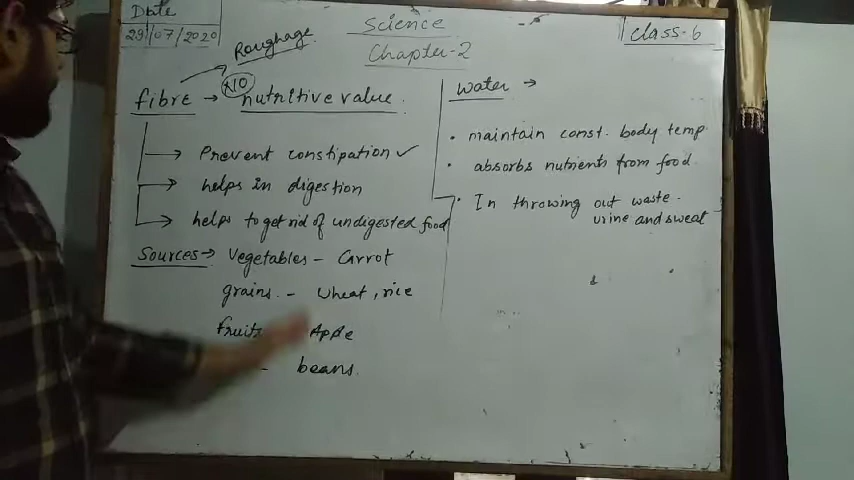 Date
29/07/2020
Science
Chapter-2
Class-6
Roughage
fibre → NO nutritive value.
→ Prevent constipation ✓
→ helps in digestion
→ helps to get rid of undigested food
Sources → Vegetables - Carrot
grains - wheat, rice
fruits Apple
- beans.
water →
• maintain const. body temp
• absorbs nutrients from food
• In throwing out waste -
urine and sweat